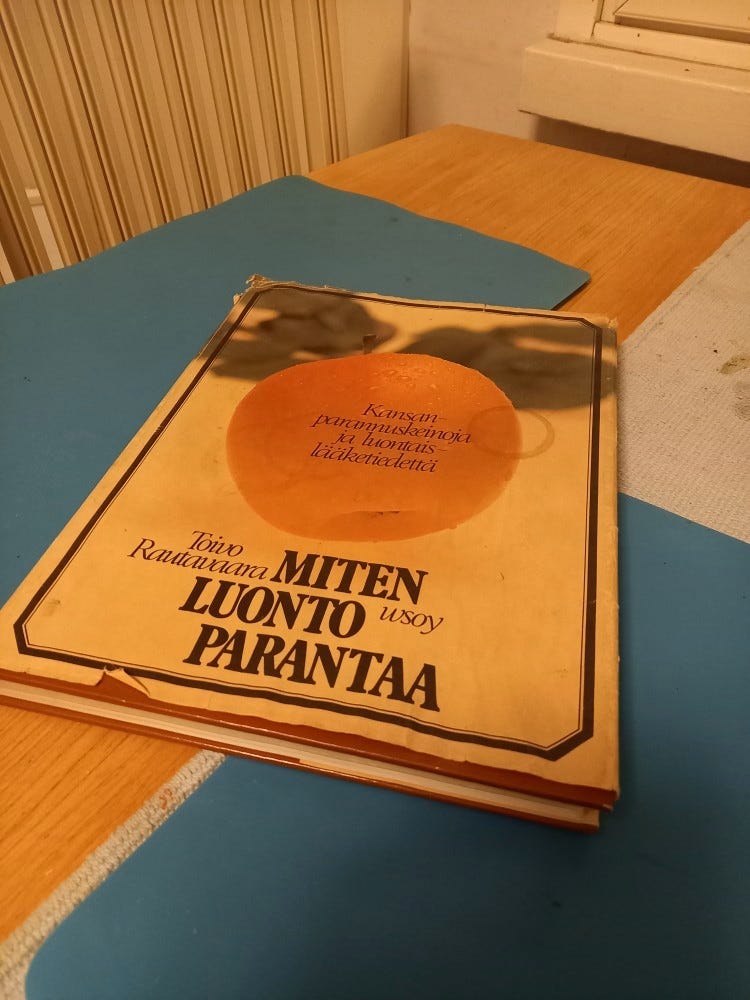 Kansan-
parannuskeinoja
ja luontais-
lääketiedettä
Toivo
Rautavaara MITEN
LUONTO wsoy
PARANTAA